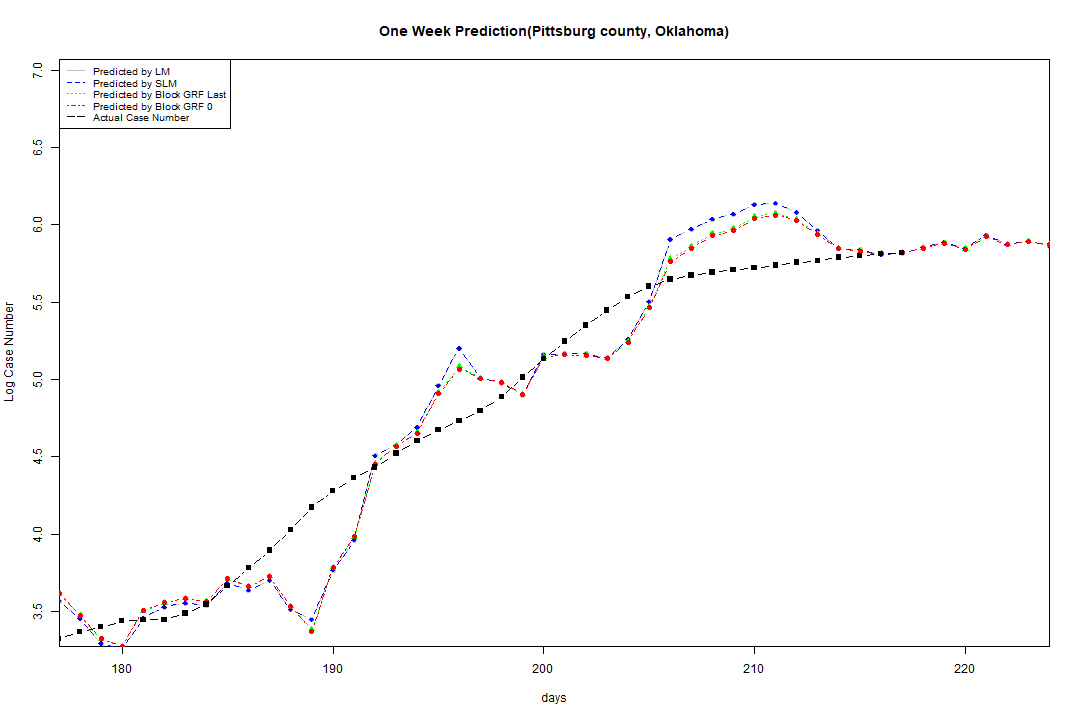 One Week Prediction(Pittsburg county, Oklahoma)
7.0
Predicted by LM
Predicted by SLM
Predicted by Block GRF Last
Predicted by Block GRF 0
Actual Case Number
6.5
6.0
5.5
5.0
4.5
4.0
3.5
Log Case Number
180 190 200 210 220
days